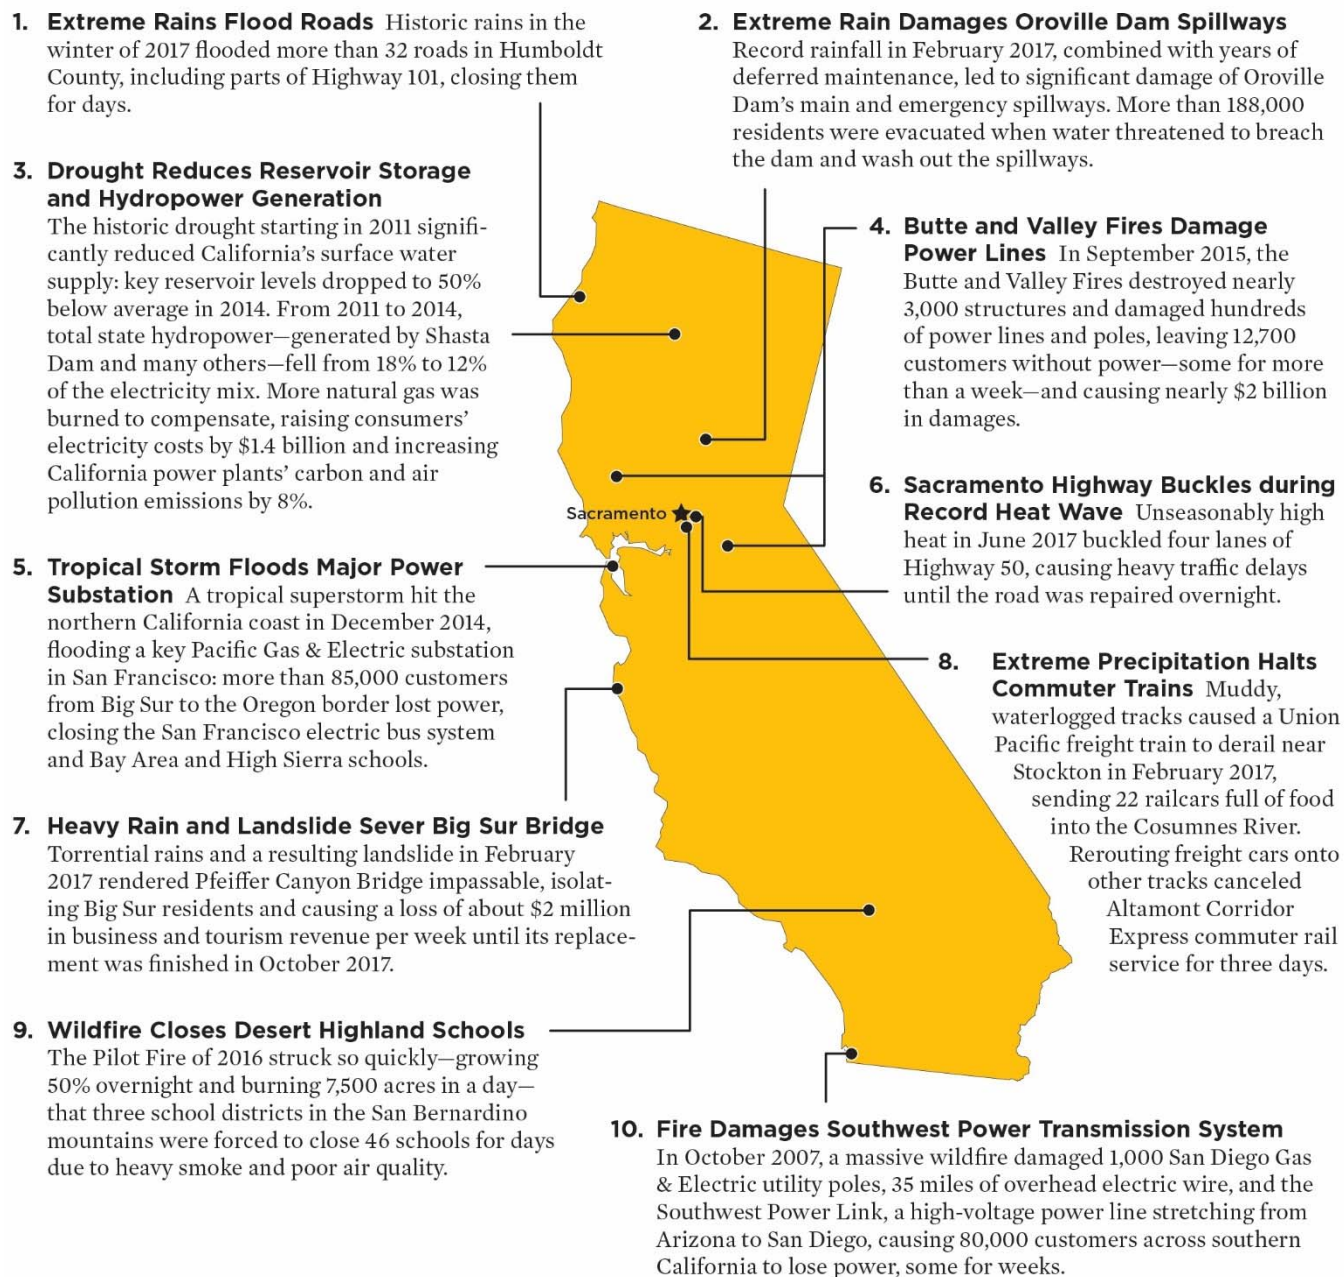 1. Extreme Rains Flood Roads Historic rains in the
winter of 2017 flooded more than 32 roads in Humboldt
County, including parts of Highway 101, closing them
for days.
2. Extreme Rain Damages Oroville Dam Spillways
Record rainfall in February 2017, combined with years of
deferred maintenance, led to significant damage of Oroville
Dam's main and emergency spillways. More than 188,000
residents were evacuated when water threatened to breach
the dam and wash out the spillways.
3. Drought Reduces Reservoir Storage
and Hydropower Generation
The historic drought starting in 2011 signifi-
cantly reduced California's surface water
supply: key reservoir levels dropped to 50%
below average in 2014. From 2011 to 2014,
total state hydropower—generated by Shasta
Dam and many others—fell from 18% to 12%
of the electricity mix. More natural gas was
burned to compensate, raising consumers'
electricity costs by $1.4 billion and increasing
California power plants' carbon and air
pollution emissions by 8%.
4. Butte and Valley Fires Damage
Power Lines In September 2015, the
Butte and Valley Fires destroyed nearly
3,000 structures and damaged hundreds
of power lines and poles, leaving 12,700
customers without power—some for more
than a week—and causing nearly $2 billion
in damages.
Sacramento
5. Tropical Storm Floods Major Power
Substation A tropical superstorm hit the
northern California coast in December 2014,
flooding a key Pacific Gas & Electric substation
in San Francisco: more than 85,000 customers
from Big Sur to the Oregon border lost power,
closing the San Francisco electric bus system
and Bay Area and High Sierra schools.
6. Sacramento Highway Buckles during
Record Heat Wave Unseasonably high
heat in June 2017 buckled four lanes of
Highway 50, causing heavy traffic delays
until the road was repaired overnight.
7. Heavy Rain and Landslide Sever Big Sur Bridge
Torrential rains and a resulting landslide in February
2017 rendered Pfeiffer Canyon Bridge impassable, isolat-
ing Big Sur residents and causing a loss of about $2 million
in business and tourism revenue per week until its replace-
ment was finished in October 2017.
8. Extreme Precipitation Halts
Commuter Trains Muddy,
waterlogged tracks caused a Union
Pacific freight train to derail near
Stockton in February 2017,
sending 22 railcars full of food
into the Cosumnes River.
Rerouting freight cars onto
other tracks canceled
Altamont Corridor
Express commuter rail
service for three days.
9. Wildfire Closes Desert Highland Schools
The Pilot Fire of 2016 struck so quickly—growing
50% overnight and burning 7,500 acres in a day—
that three school districts in the San Bernardino
mountains were forced to close 46 schools for days
due to heavy smoke and poor air quality.
10. Fire Damages Southwest Power Transmission System
In October 2007, a massive wildfire damaged 1,000 San Diego Gas
& Electric utility poles, 35 miles of overhead electric wire, and the
Southwest Power Link, a high-voltage power line stretching from
Arizona to San Diego, causing 80,000 customers across southern
California to lose power, some for weeks.